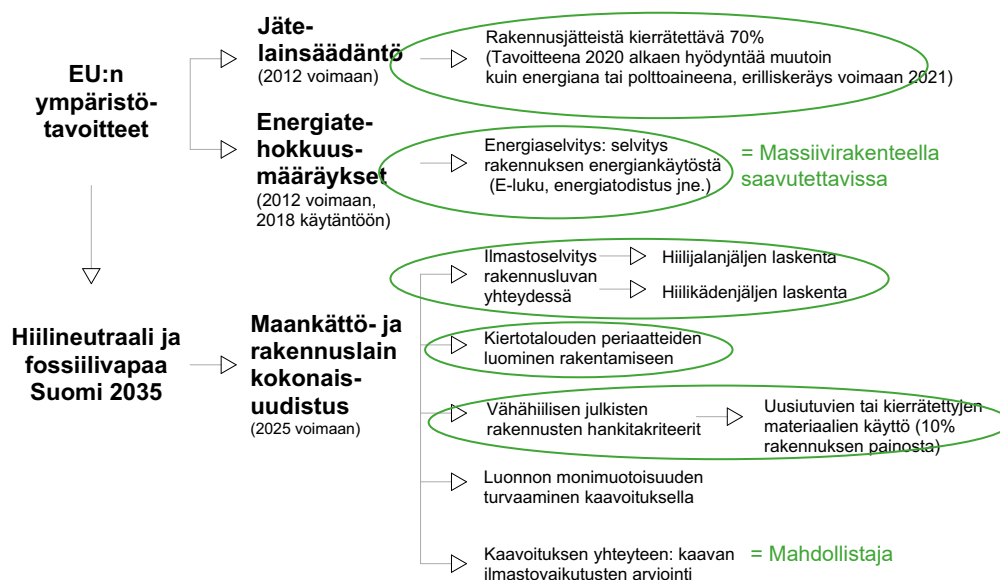 EU:n
ympäristö-
tavoitteet
Jäte-
lainsäädäntö
(2012 voimaan)
Rakennusjätteistä kierrätettävä 70%
(Tavoitteena 2020 alkaen hyödyntää muutoin
kuin energiana tai polttoaineena, erilliskeräys voimaan 2021)
Energiate-
hokkuus-
määräykset
(2012 voimaan,
2018 käytäntöön)
Energiaselvitys: selvitys
rakennuksen energiankäytöstä
(E-luku, energiatodistus jne.)
= Massiivirakenteella
saavutettavissa
Hiilineutraali ja
fossiilivapaa
Suomi 2035
Maankättö- ja
rakennuslain
kokonais-
uudistus
(2025 voimaan)
Ilmastoselvitys
rakennusluvan
yhteydessä
Hiilijalanjäljen laskenta
Hiilikädenjäljen laskenta
Kiertotalouden periaatteiden
luominen rakentamiseen
Vähähiilisen julkisten
rakennusten hankitakriteerit
Uusiutuvien tai kierrätettyjen
materiaalien käyttö (10%
rakennuksen painosta)
Luonnon monimuotoisuuden
turvaaminen kaavoituksella
Kaavoituksen yhteyteen: kaavan
ilmastovaikutusten arviointi
= Mahdollistaja